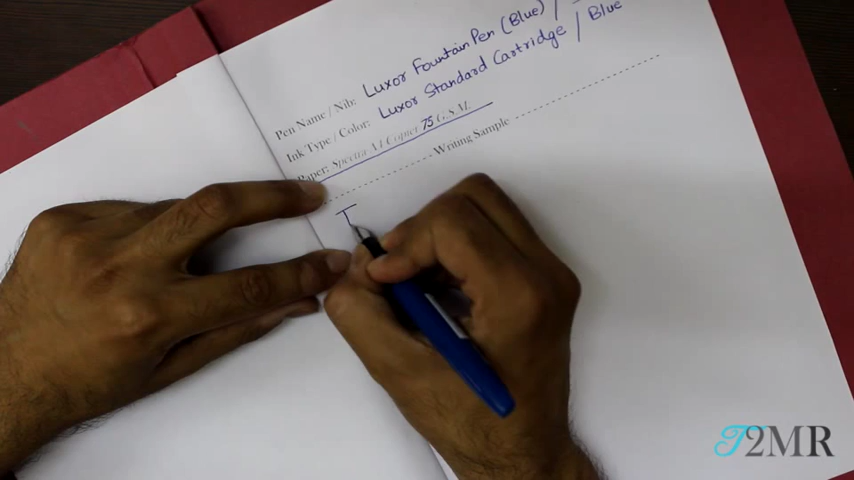 Pen Name / Nib: Luxor Fountain Pen (Blue) /
Ink Type / Color: Luxor Standard Cartridge / Blue
Paper: Spectra A4 Copier 75 G.S.M.
Writing Sample
T
T2MR